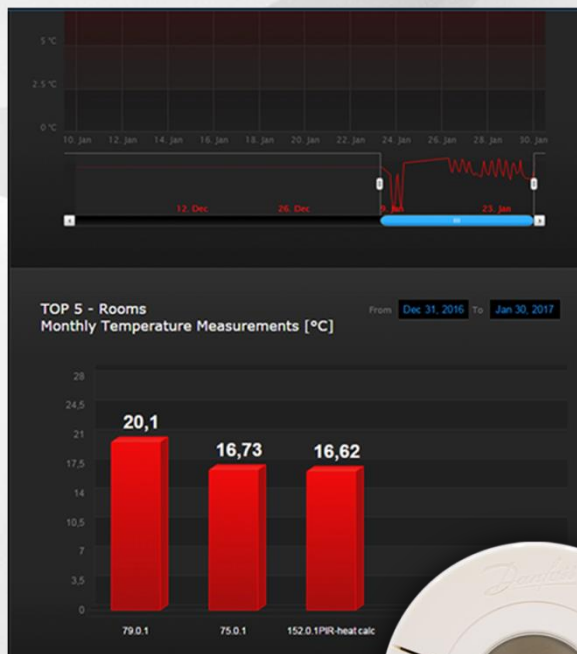 5 °C
2.5 °C
0 °C
10. Jan 12. Jan 14. Jan 16. Jan 18. Jan 20. Jan 22. Jan 24. Jan 26. Jan 28. Jan 30. Jan
12. Dec 26. Dec 9. Jan 23. Jan
TOP 5 - Rooms
Monthly Temperature Measurements [°C]
From Dec 31, 2016 To Jan 30, 2017
28
24,5
21
17,5
14
10,5
7
3,5
0
20,1
16,73
16,62
79.0.1 75.0.1 152.0.1PIR-heat calc
Danfoss